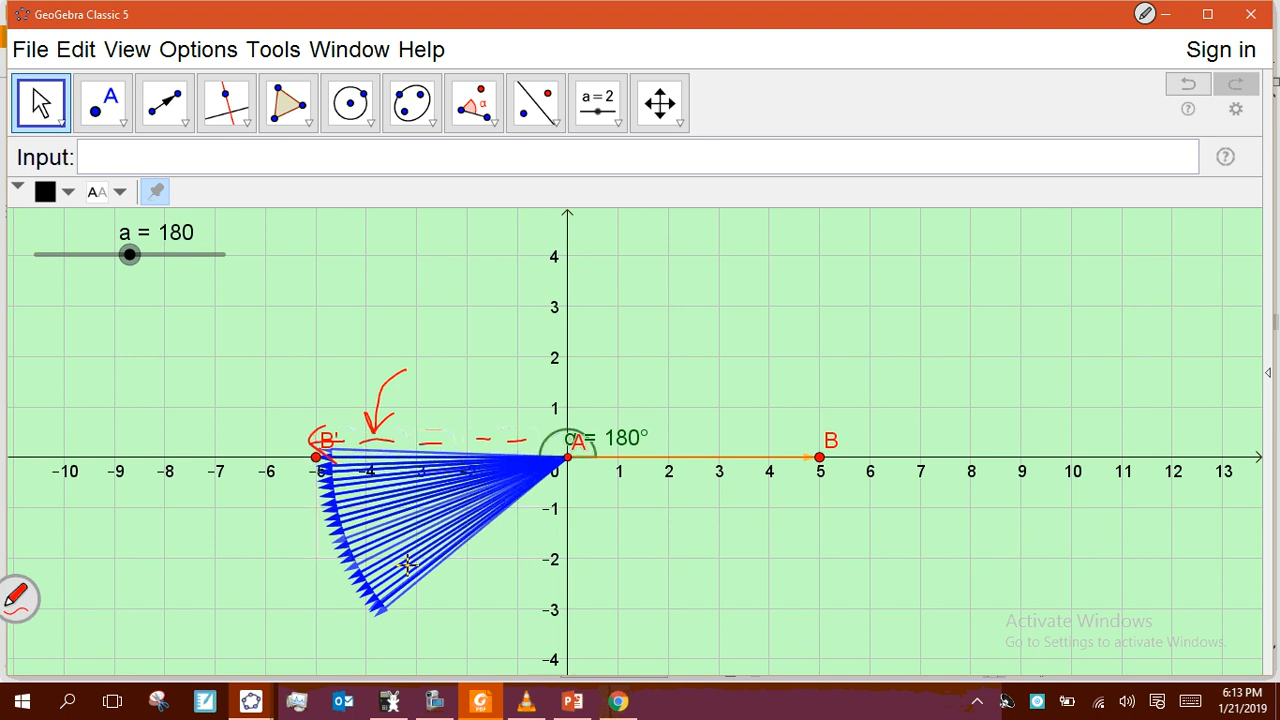 GeoGebra Classic 5
File Edit View Options Tools Window Help
Sign in
A
α
a=2
Input:
AA
a = 180
4
3
2
1
B'
α = 180°
A
B
-10 -9 -8 -7 -6 -5 -4 -3 0 1 2 3 4 5 6 7 8 9 10 11 12 13
-1
-2
-3
-4
Activate Windows
Go to Settings to activate Windows.
6:13 PM
1/21/2019